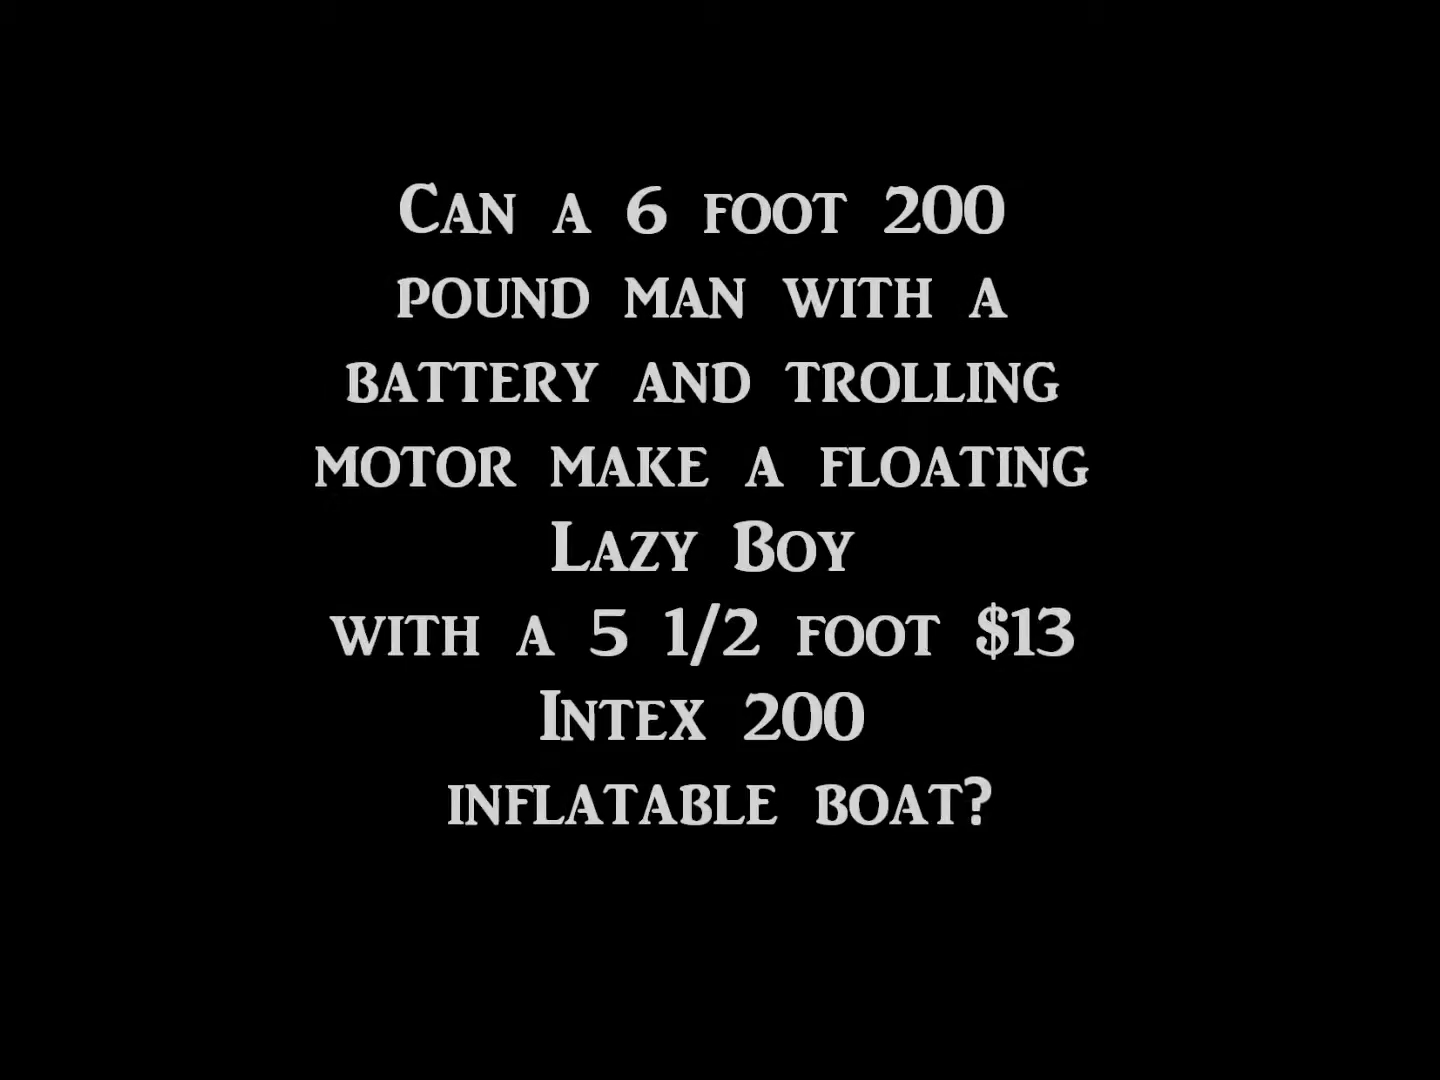 Can a 6 foot 200
pound man with a
battery and trolling
motor make a floating
Lazy Boy
with a 5 1/2 foot $13
Intex 200
inflatable boat?